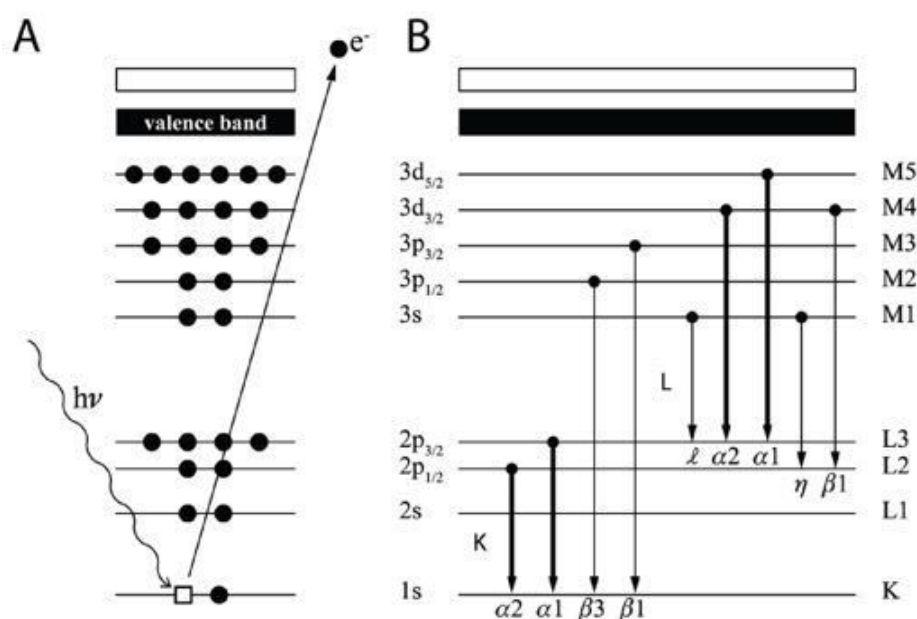 A
B
e⁻
valence band
3d5/2 M5
3d3/2 M4
3p3/2 M3
3p1/2 M2
3s M1
hν
L
2p3/2 L3
ℓ α2 α1
2p1/2 L2
η β1
2s L1
K
1s K
α2 α1 β3 β1